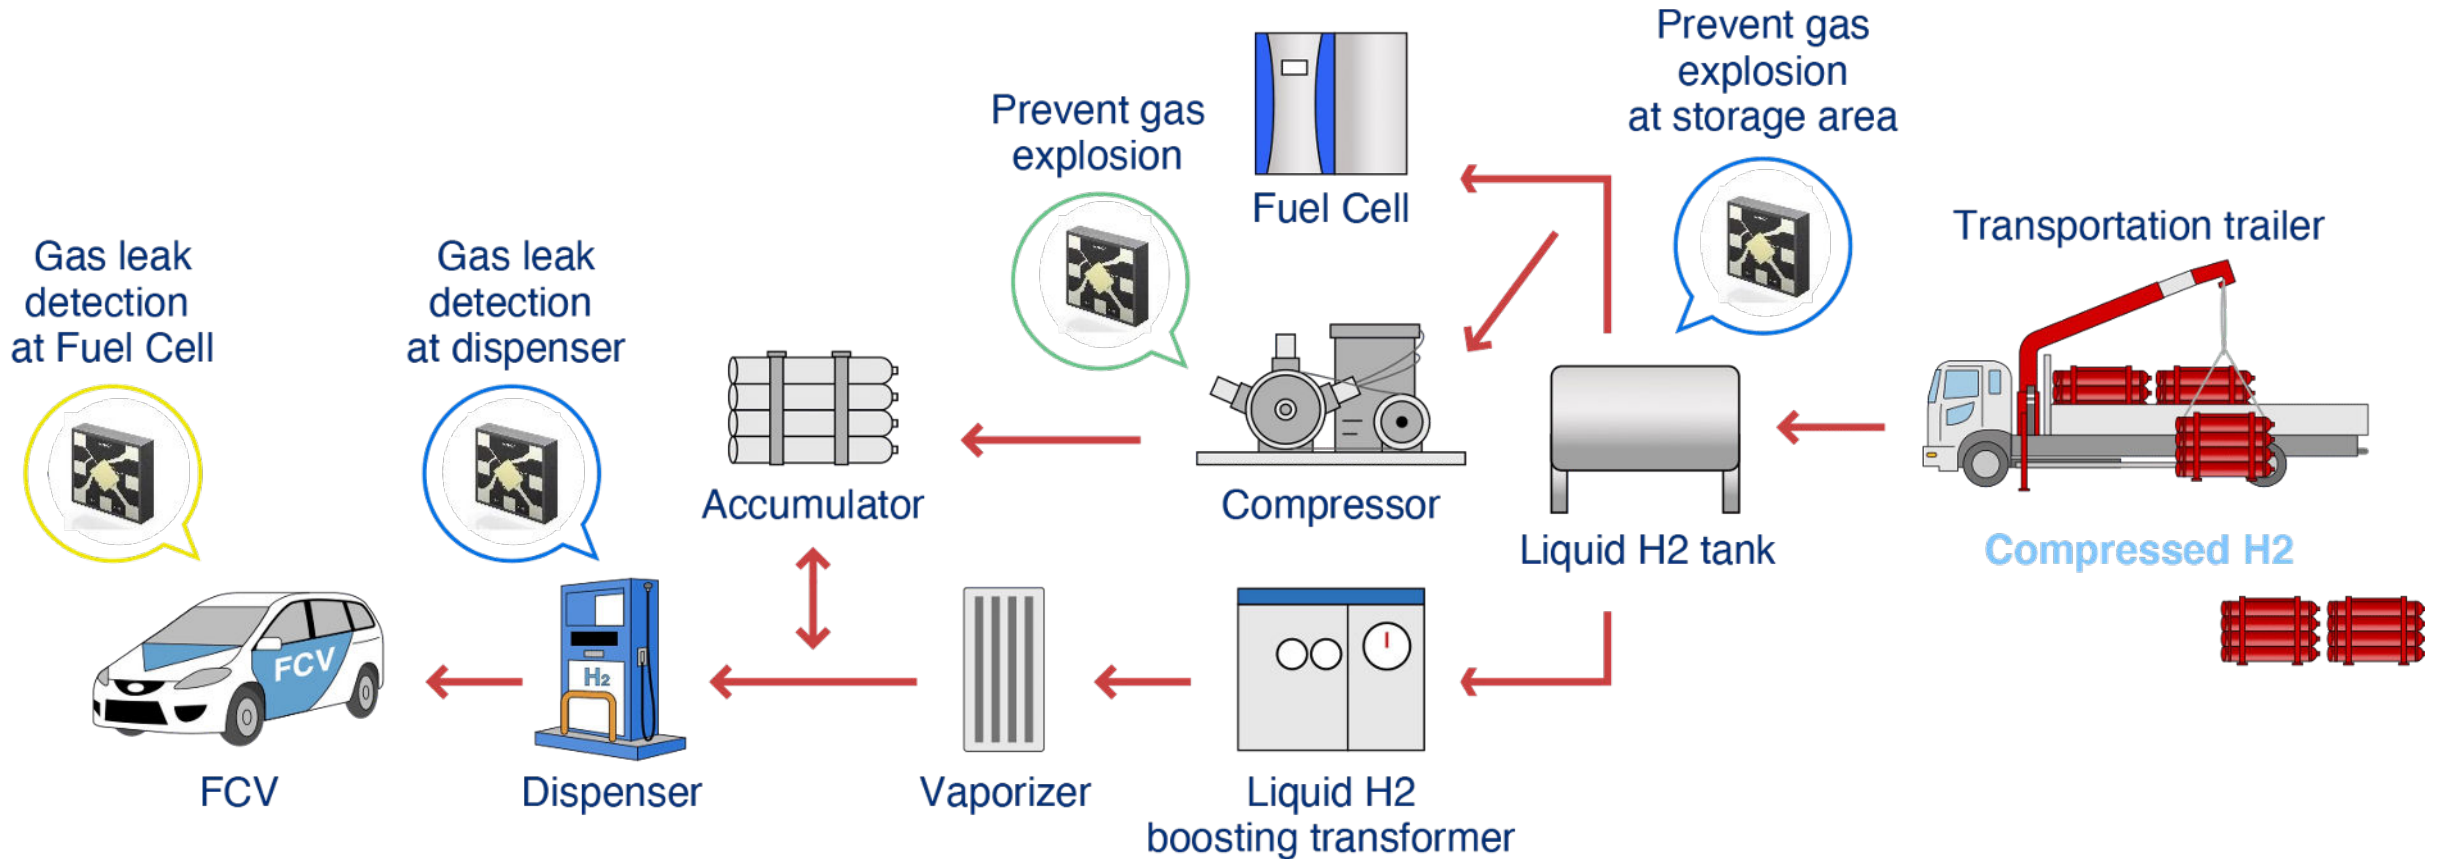 Prevent gas
explosion
at storage area
Prevent gas
explosion
Fuel Cell
Transportation trailer
Gas leak
detection
at Fuel Cell
Gas leak
detection
at dispenser
Accumulator
Compressor
Liquid H2 tank
Compressed H2
FCV
H2
FCV
Dispenser
Vaporizer
Liquid H2
boosting transformer